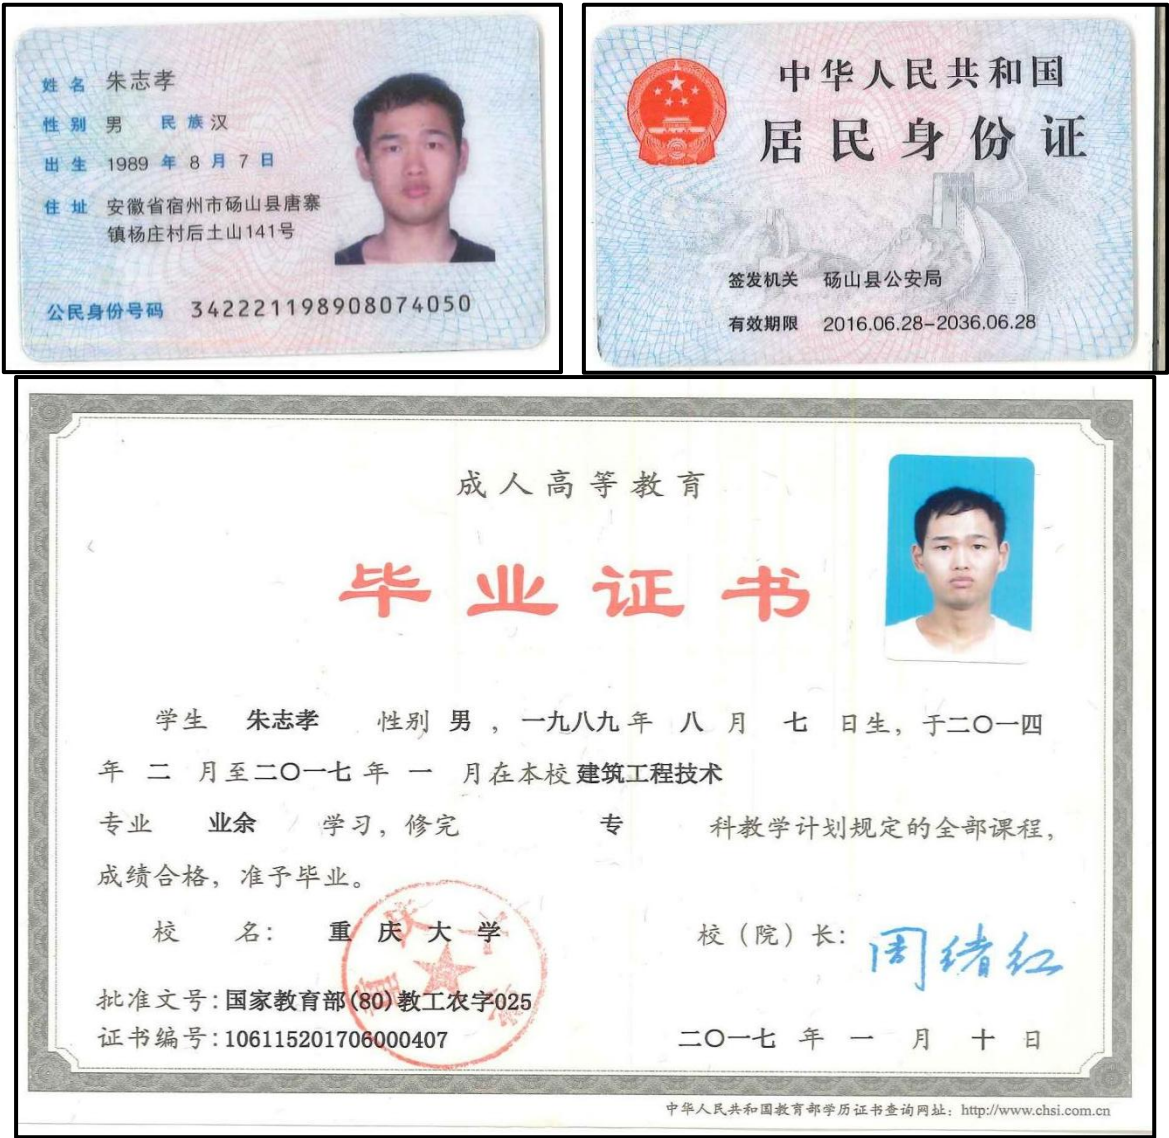 姓名 朱志孝
性别 男 民族 汉
出生 1989 年 8 月 7 日
住址 安徽省宿州市砀山县唐寨
镇杨庄村后土山141号
公民身份号码 342221198908074050
中华人民共和国
居民身份证
签发机关 砀山县公安局
有效期限 2016.06.28-2036.06.28
成人高等教育
毕业证书
学生 朱志孝 性别 男 ，一九八九 年 八 月 七 日生，于二〇一四
年 二 月至二〇一七 年 一 月在本校 建筑工程技术
专业 业余 学习，修完 专 科教学计划规定的全部课程，
成绩合格，准予毕业。
校 名： 重庆大学 校（院）长： 周绪红
批准文号：国家教育部(80)教工农字025
证书编号：106115201706000407 二〇一七 年 一 月 十 日
中华人民共和国教育部学历证书查询网址：http://www.chsi.com.cn